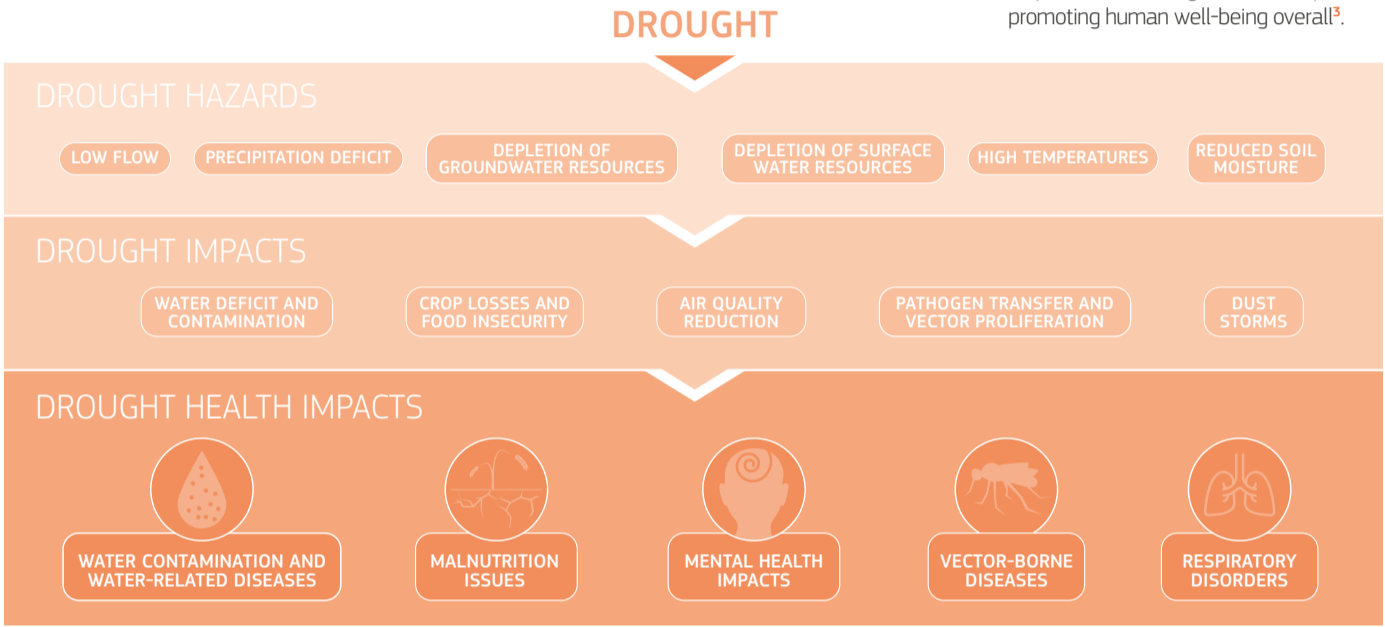 promoting human well-being overall³.
DROUGHT
DROUGHT HAZARDS
LOW FLOW
PRECIPITATION DEFICIT
DEPLETION OF
GROUNDWATER RESOURCES
DEPLETION OF SURFACE
WATER RESOURCES
HIGH TEMPERATURES
REDUCED SOIL
MOISTURE
DROUGHT IMPACTS
WATER DEFICIT AND
CONTAMINATION
CROP LOSSES AND
FOOD INSECURITY
AIR QUALITY
REDUCTION
PATHOGEN TRANSFER AND
VECTOR PROLIFERATION
DUST
STORMS
DROUGHT HEALTH IMPACTS
WATER CONTAMINATION AND
WATER-RELATED DISEASES
MALNUTRITION
ISSUES
MENTAL HEALTH
IMPACTS
VECTOR-BORNE
DISEASES
RESPIRATORY
DISORDERS